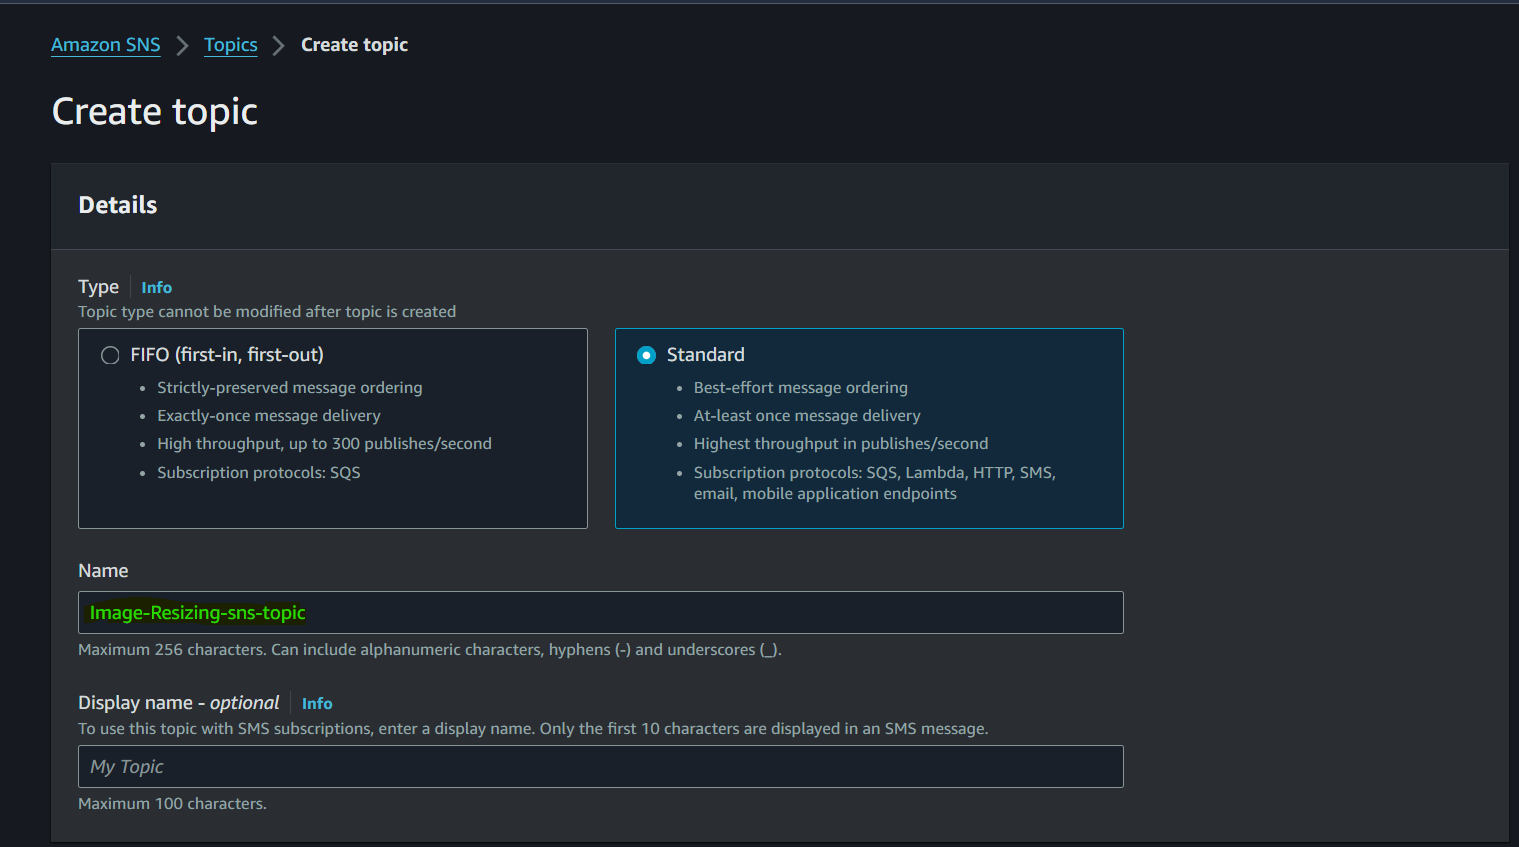 Amazon SNS > Topics > Create topic
Create topic
Details
Type Info
Topic type cannot be modified after topic is created
FIFO (first-in, first-out)
• Strictly-preserved message ordering
• Exactly-once message delivery
• High throughput, up to 300 publishes/second
• Subscription protocols: SQS
Standard
• Best-effort message ordering
• At-least once message delivery
• Highest throughput in publishes/second
• Subscription protocols: SQS, Lambda, HTTP, SMS,
email, mobile application endpoints
Name
Image-Resizing-sns-topic
Maximum 256 characters. Can include alphanumeric characters, hyphens (-) and underscores (_).
Display name - optional Info
To use this topic with SMS subscriptions, enter a display name. Only the first 10 characters are displayed in an SMS message.
My Topic
Maximum 100 characters.